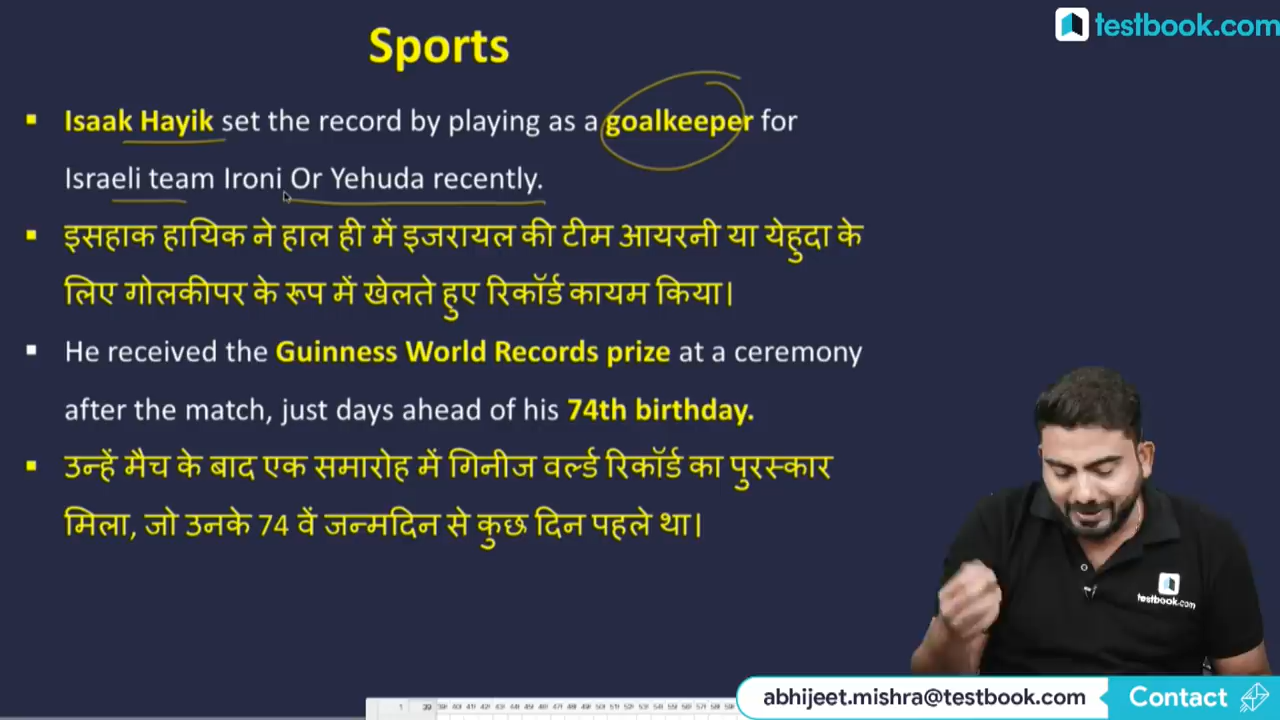 Sports
testbook.com
Isaak Hayik set the record by playing as a goalkeeper for
Israeli team Ironi Or Yehuda recently.
इसहाक हायिक ने हाल ही में इजरायल की टीम आयरनी या येहुदा के
लिए गोलकीपर के रूप में खेलते हुए रिकॉर्ड कायम किया।
He received the Guinness World Records prize at a ceremony
after the match, just days ahead of his 74th birthday.
उन्हें मैच के बाद एक समारोह में गिनीज वर्ल्ड रिकॉर्ड का पुरस्कार
मिला, जो उनके 74 वें जन्मदिन से कुछ दिन पहले था।
testbook.com
abhijeet.mishra@testbook.com
Contact